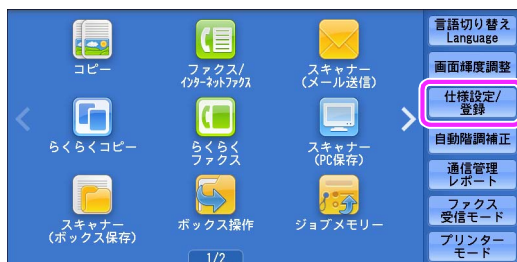 コピー
ファクス/
インターネットファクス
スキャナー
(メール送信)
らくらくコピー
らくらく
ファクス
スキャナー
(PC保存)
スキャナー
(ボックス保存)
ボックス操作
ジョブメモリー
1/2
言語切り替え
Language
画面輝度調整
仕様設定/
登録
自動階調補正
通信管理
レポート
ファクス
受信モード
プリンター
モード